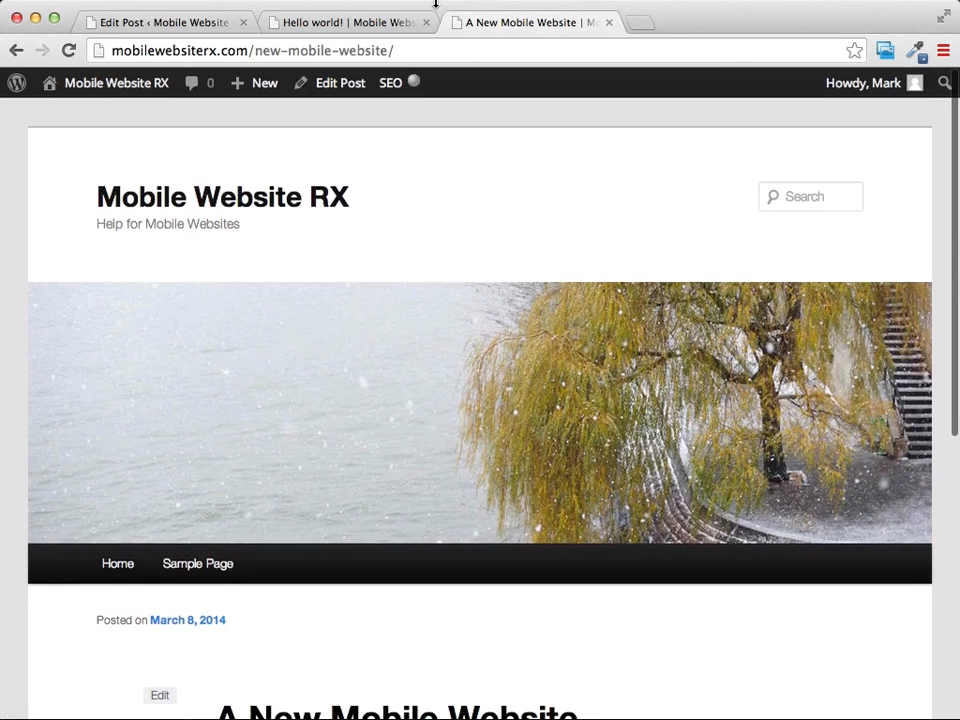 Edit Post ‹ Mobile Website
Hello world! | Mobile Webs
A New Mobile Website | Mo
mobilewebsiterx.com/new-mobile-website/
Mobile Website RX 0 New Edit Post SEO Howdy, Mark
Mobile Website RX
Help for Mobile Websites
Search
Home Sample Page
Posted on March 8, 2014
Edit
A New Mobile Website